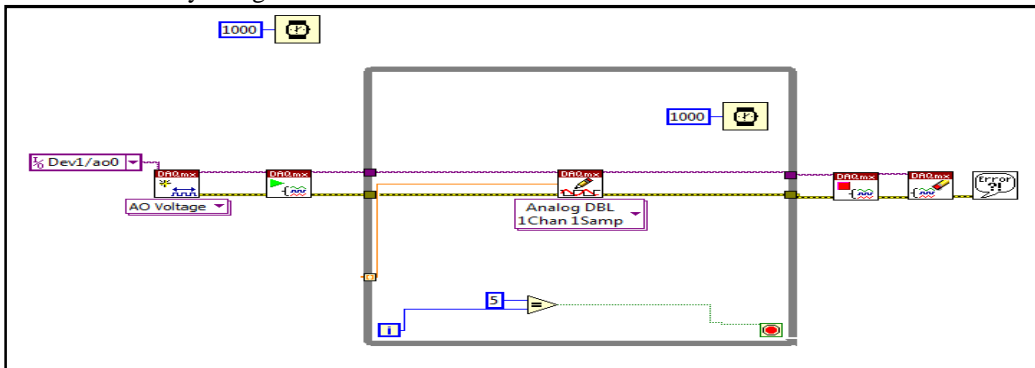 1000
1000
Dev1/ao0
DAQmx
DAQmx
DAQmx
DAQmx
DAQmx
Error
?!
AO Voltage
Analog DBL
1Chan 1Samp
5
=
i